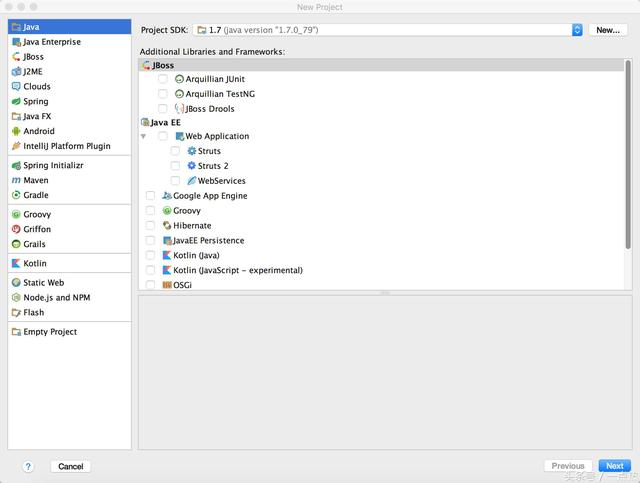 New Project
Java
Java Enterprise
JBoss
J2ME
Clouds
Spring
Java FX
Android
IntelliJ Platform Plugin
Spring Initializr
Maven
Gradle
Groovy
Griffon
Grails
Kotlin
Static Web
Node.js and NPM
Flash
Empty Project
Project SDK: 1.7 (java version "1.7.0_79") New...
Additional Libraries and Frameworks:
JBoss
Arquillian JUnit
Arquillian TestNG
JBoss Drools
Java EE
Web Application
Struts
Struts 2
WebServices
Google App Engine
Groovy
Hibernate
JavaEE Persistence
Kotlin (Java)
Kotlin (JavaScript - experimental)
OSGi
? Cancel Previous Next
头条号 /